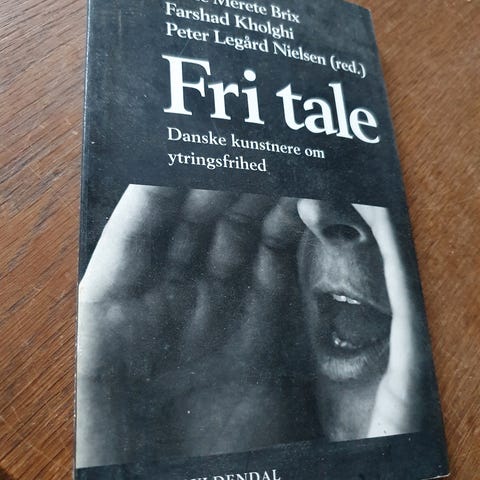 Merete Brix
Farshad Kholghi
Peter Legård Nielsen (red.)
Fri tale
Danske kunstnere om
ytringsfrihed